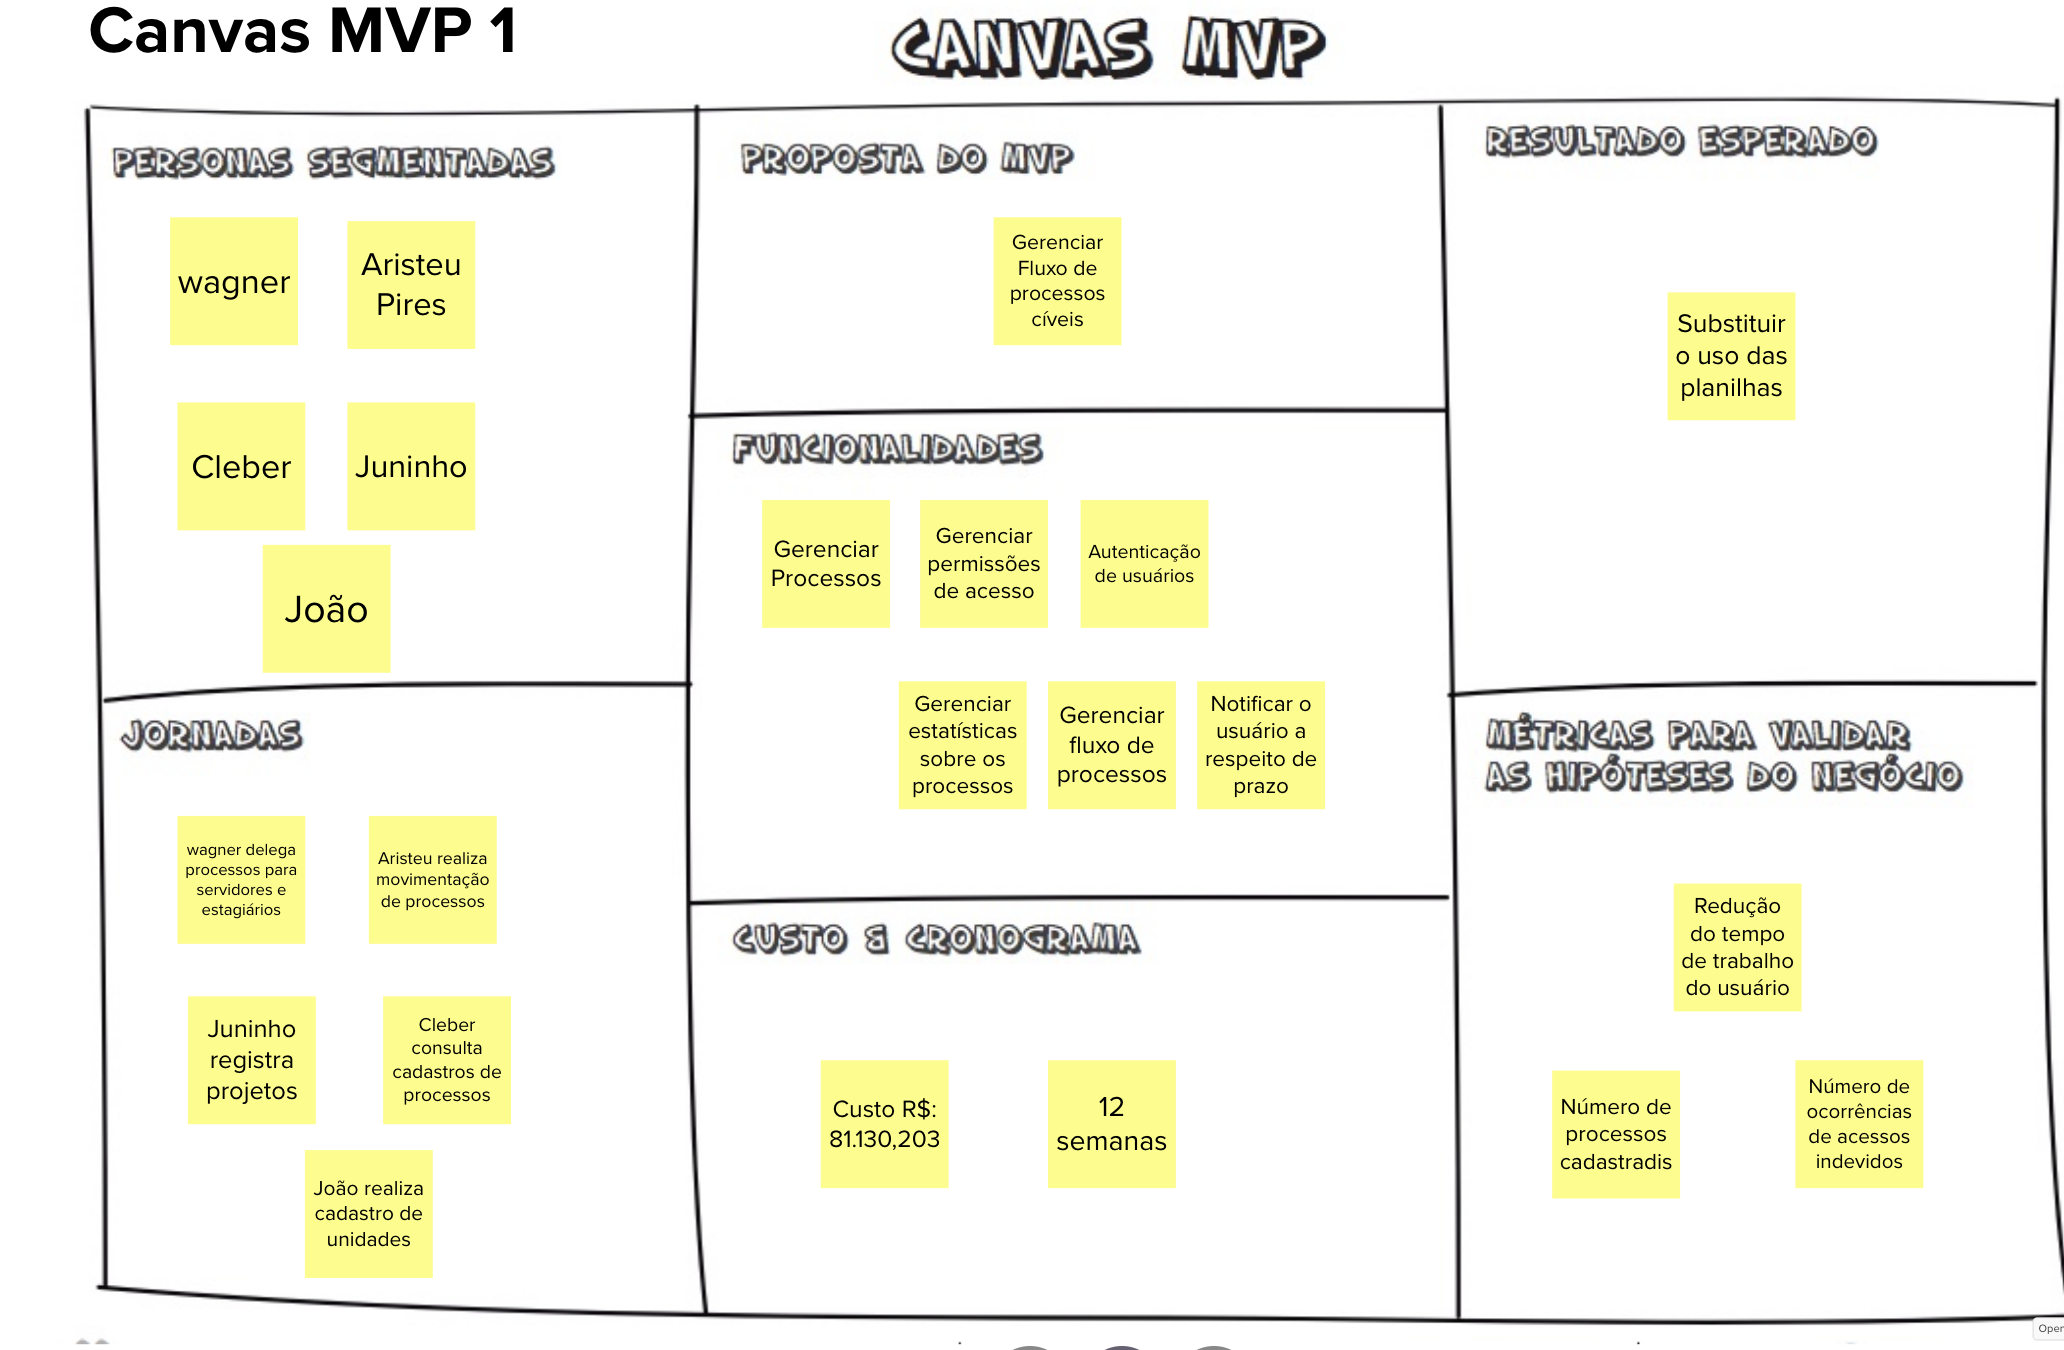 Canvas MVP 1
CANVAS MVP
PERSONAS SEGMENTADAS
wagner
Aristeu
Pires
Cleber
Juninho
João
JORNADAS
wagner delega
processos para
servidores e
estagiários
Aristeu realiza
movimentação
de processos
Juninho
registra
projetos
Cleber
consulta
cadastros de
processos
João realiza
cadastro de
unidades
PROPOSTA DO MVP
Gerenciar
Fluxo de
processos
cíveis
FUNCIONALIDADES
Gerenciar
Processos
Gerenciar
permissões
de acesso
Autenticação
de usuários
Gerenciar
estatísticas
sobre os
processos
Gerenciar
fluxo de
processos
Notificar o
usuário a
respeito de
prazo
CUSTO & CRONOGRAMA
Custo R$:
81.130,203
12
semanas
RESULTADO ESPERADO
Substituir
o uso das
planilhas
MÉTRICAS PARA VALIDAR
AS HIPÓTESES DO NEGÓCIO
Redução
do tempo
de trabalho
do usuário
Número de
processos
cadastradis
Número de
ocorrências
de acessos
indevidos